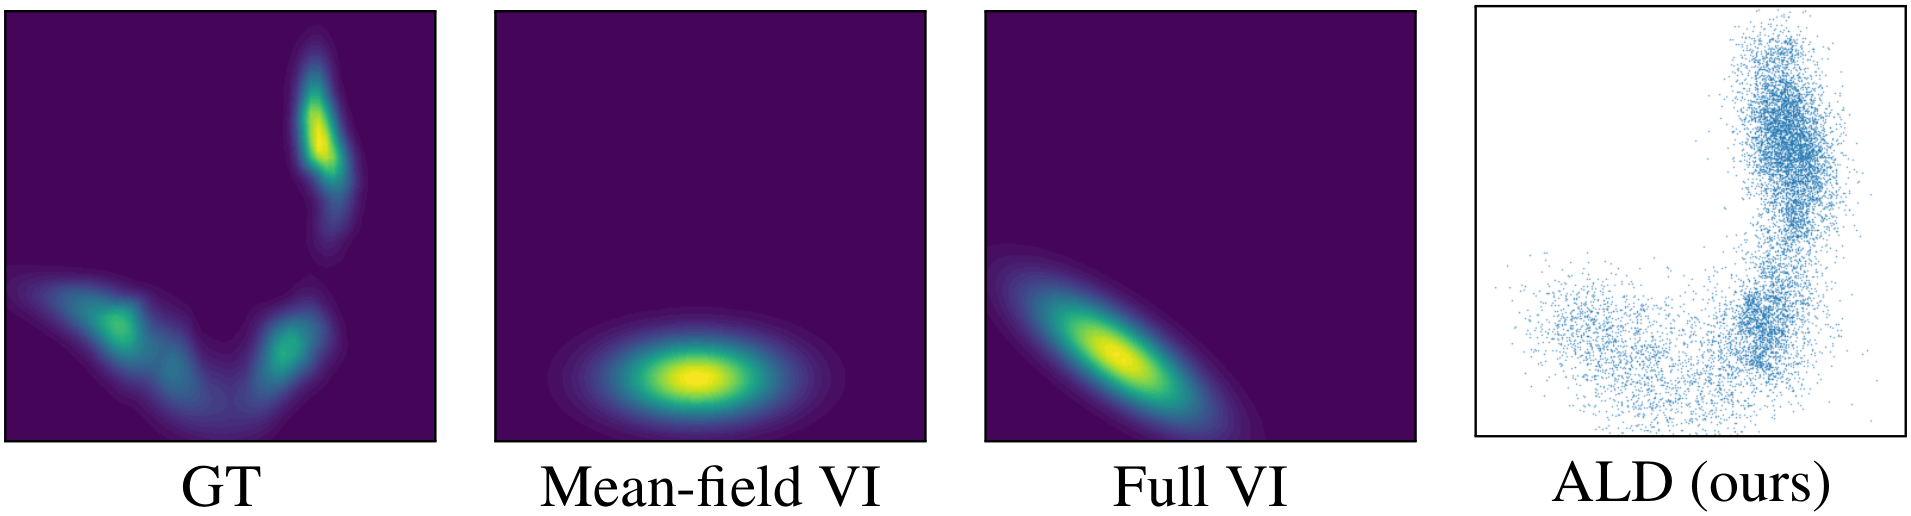 GT
Mean-field VI
Full VI
ALD (ours)